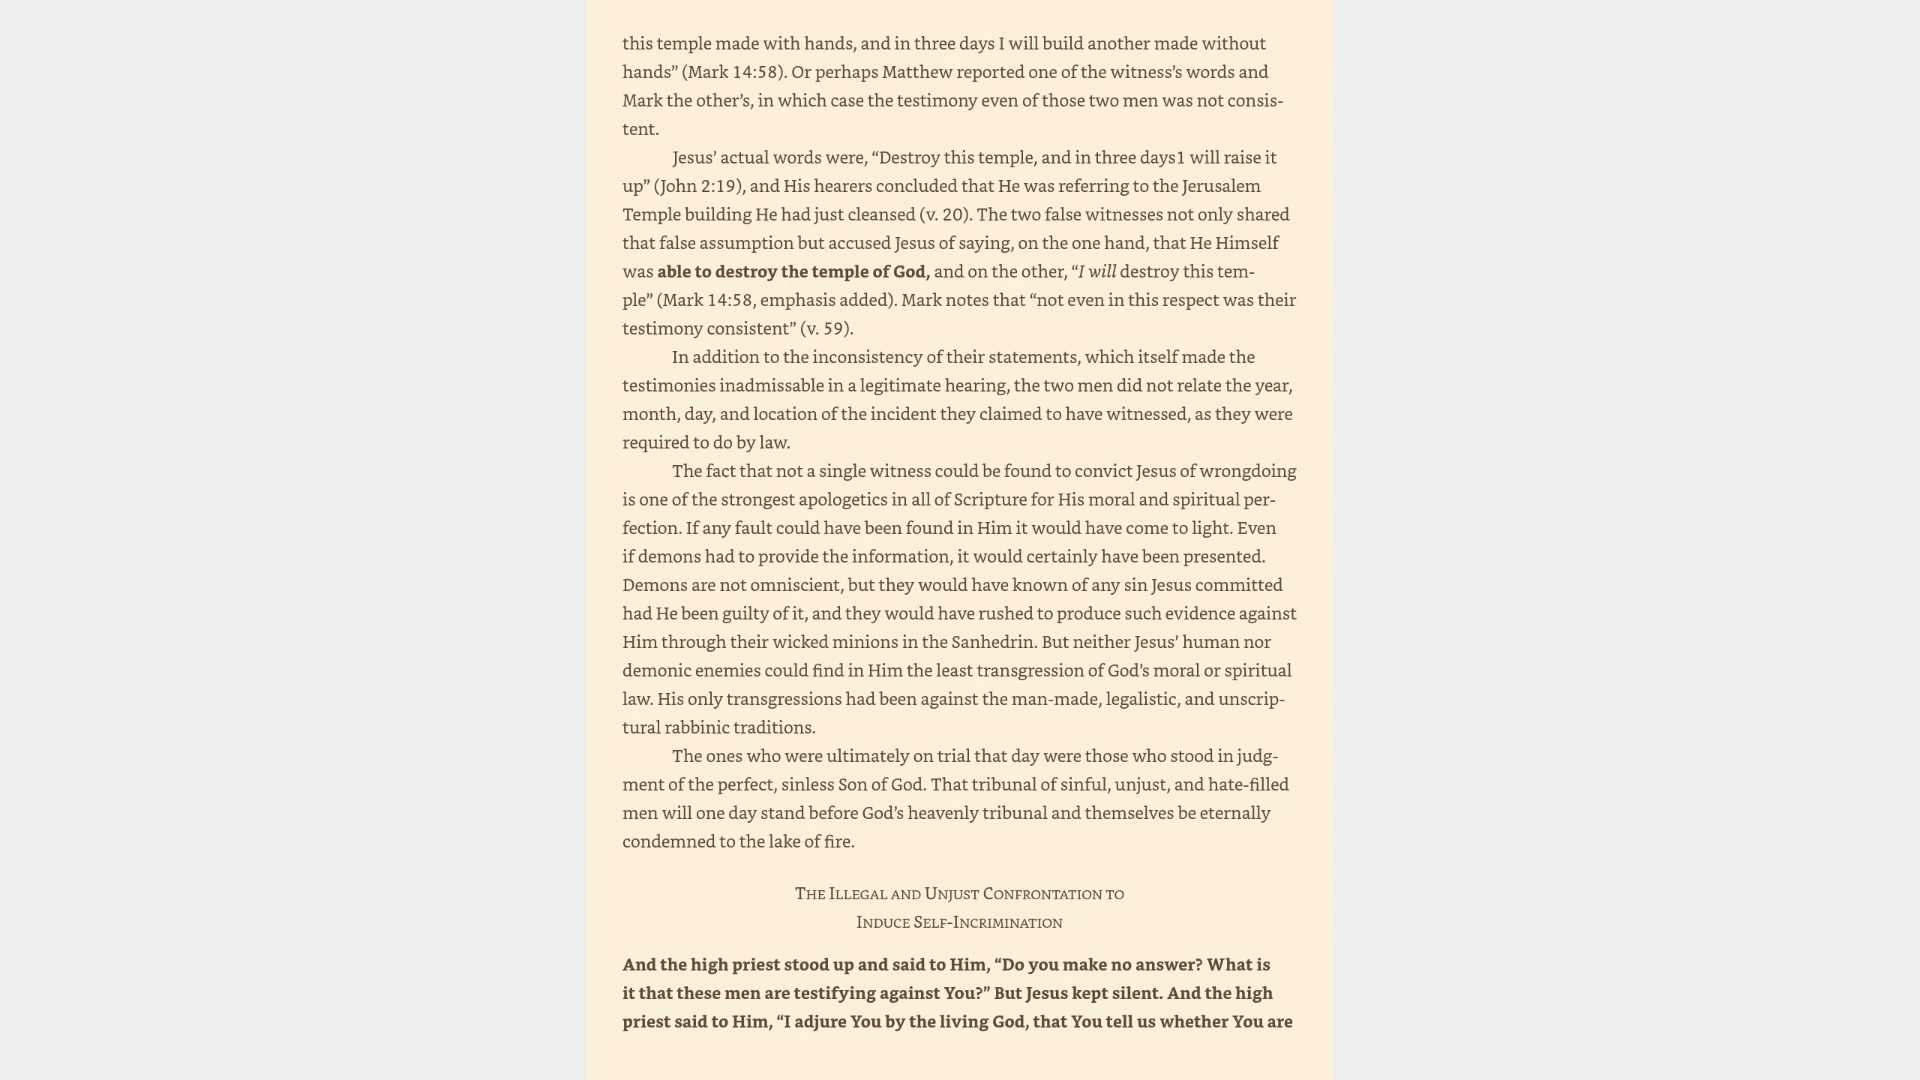 this temple made with hands, and in three days I will build another made without
hands” (Mark 14:58). Or perhaps Matthew reported one of the witness’s words and
Mark the other’s, in which case the testimony even of those two men was not consis-
tent.
Jesus’ actual words were, “Destroy this temple, and in three days1 will raise it
up” (John 2:19), and His hearers concluded that He was referring to the Jerusalem
Temple building He had just cleansed (v. 20). The two false witnesses not only shared
that false assumption but accused Jesus of saying, on the one hand, that He Himself
was able to destroy the temple of God, and on the other, “I will destroy this tem-
ple” (Mark 14:58, emphasis added). Mark notes that “not even in this respect was their
testimony consistent” (v. 59).
In addition to the inconsistency of their statements, which itself made the
testimonies inadmissable in a legitimate hearing, the two men did not relate the year,
month, day, and location of the incident they claimed to have witnessed, as they were
required to do by law.
The fact that not a single witness could be found to convict Jesus of wrongdoing
is one of the strongest apologetics in all of Scripture for His moral and spiritual per-
fection. If any fault could have been found in Him it would have come to light. Even
if demons had to provide the information, it would certainly have been presented.
Demons are not omniscient, but they would have known of any sin Jesus committed
had He been guilty of it, and they would have rushed to produce such evidence against
Him through their wicked minions in the Sanhedrin. But neither Jesus’ human nor
demonic enemies could find in Him the least transgression of God’s moral or spiritual
law. His only transgressions had been against the man-made, legalistic, and unscrip-
tural rabbinic traditions.
The ones who were ultimately on trial that day were those who stood in judg-
ment of the perfect, sinless Son of God. That tribunal of sinful, unjust, and hate-filled
men will one day stand before God’s heavenly tribunal and themselves be eternally
condemned to the lake of fire.
The Illegal and Unjust Confrontation to
Induce Self-Incrimination
And the high priest stood up and said to Him, “Do you make no answer? What is
it that these men are testifying against You?” But Jesus kept silent. And the high
priest said to Him, “I adjure You by the living God, that You tell us whether You are